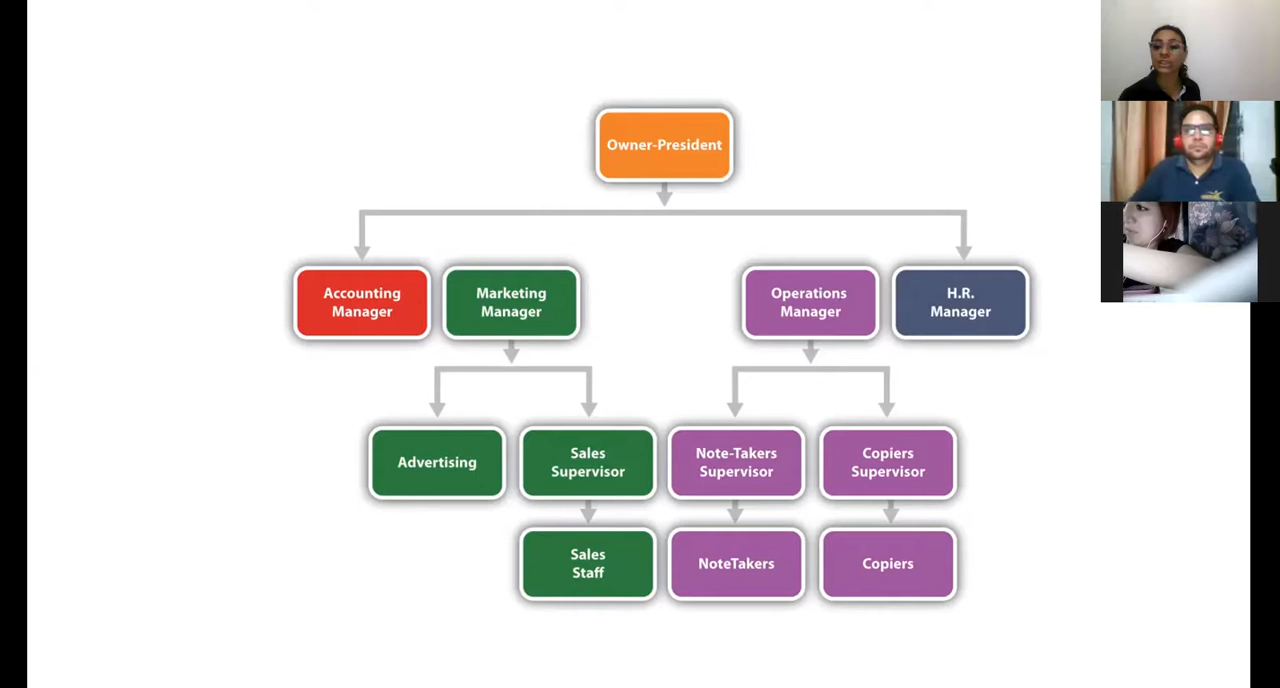 Owner-President
Accounting
Manager
Marketing
Manager
Operations
Manager
H.R.
Manager
Advertising
Sales
Supervisor
Note-Takers
Supervisor
Copiers
Supervisor
Sales
Staff
NoteTakers
Copiers